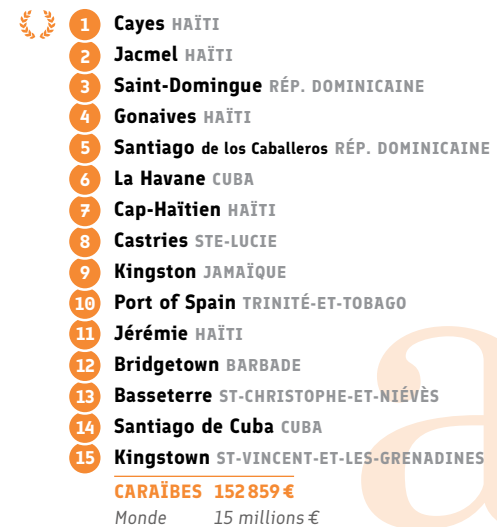 1 Cayes HAÏTI
2 Jacmel HAÏTI
3 Saint-Domingue RÉP. DOMINICAINE
4 Gonaives HAÏTI
5 Santiago de los Caballeros RÉP. DOMINICAINE
6 La Havane CUBA
7 Cap-Haïtien HAÏTI
8 Castries STE-LUCIE
9 Kingston JAMAÏQUE
10 Port of Spain TRINITÉ-ET-TOBAGO
11 Jérémie HAÏTI
12 Bridgetown BARBADE
13 Basseterre ST-CHRISTOPHE-ET-NIÉVÈS
14 Santiago de Cuba CUBA
15 Kingstown ST-VINCENT-ET-LES-GRENADINES
CARAÏBES 152 859 €
Monde 15 millions €
a